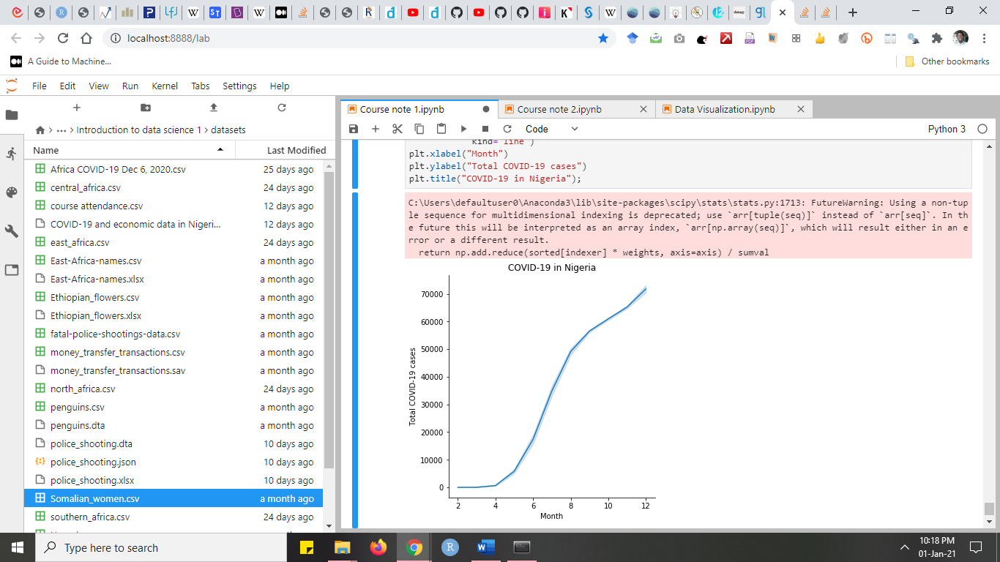 localhost:8888/lab
A Guide to Machine...
Other bookmarks
File Edit View Run Kernel Tabs Settings Help
Course note 1.ipynb
Course note 2.ipynb
Data Visualization.ipynb
… > Introduction to data science 1 > datasets
Code
Python 3
Name Last Modified
Africa COVID-19 Dec 6, 2020.csv 25 days ago
central_africa.csv 24 days ago
course attendance.csv 12 days ago
COVID-19 and economic data in Nigeri... 12 days ago
east_africa.csv 24 days ago
East-Africa-names.csv a month ago
East-Africa-names.xlsx a month ago
Ethiopian_flowers.csv a month ago
Ethiopian_flowers.xlsx a month ago
fatal-police-shootings-data.csv a month ago
money_transfer_transactions.csv a month ago
money_transfer_transactions.sav a month ago
north_africa.csv 24 days ago
penguins.csv a month ago
penguins.dta a month ago
police_shooting.dta 10 days ago
police_shooting.json 10 days ago
police_shooting.xlsx 10 days ago
Somalian_women.csv a month ago
southern_africa.csv 24 days ago
kind="line")
plt.xlabel("Month")
plt.ylabel("Total COVID-19 cases")
plt.title("COVID-19 in Nigeria");
C:\Users\defaultuser0\Anaconda3\lib\site-packages\scipy\stats\stats.py:1713: FutureWarning: Using a non-tup
le sequence for multidimensional indexing is deprecated; use `arr[tuple(seq)]` instead of `arr[seq]`. In th
e future this will be interpreted as an array index, `arr[np.array(seq)]`, which will result either in an e
rror or a different result.
return np.add.reduce(sorted[indexer] * weights, axis=axis) / sumval
COVID-19 in Nigeria
Total COVID-19 cases
70000
60000
50000
40000
30000
20000
10000
0
2 4 6 8 10 12
Month
Type here to search
10:18 PM
01-Jan-21